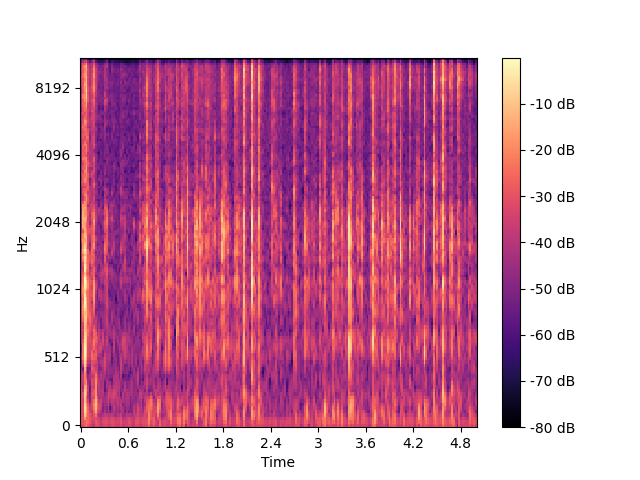 8192
4096
2048
1024
512
0
Hz
0 0.6 1.2 1.8 2.4 3 3.6 4.2 4.8
Time
-10 dB
-20 dB
-30 dB
-40 dB
-50 dB
-60 dB
-70 dB
-80 dB